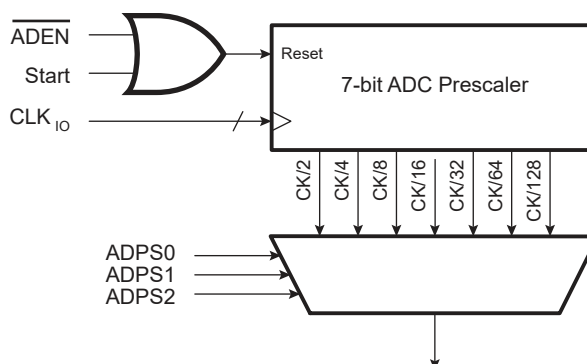 ADEN
Start
CLK IO
Reset
7-bit ADC Prescaler
CK/2
CK/4
CK/8
CK/16
CK/32
CK/64
CK/128
ADPS0
ADPS1
ADPS2